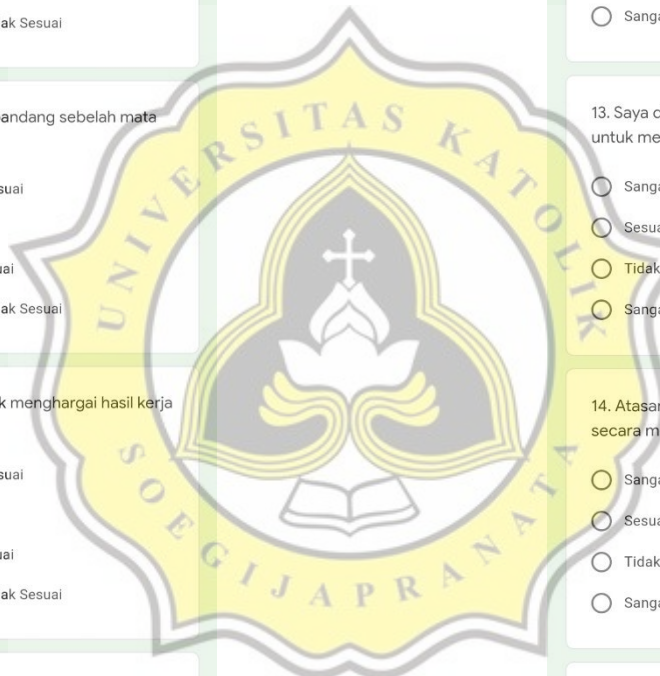 ak Sesuai
andang sebelah mata
suai
uai
ak Sesuai
k menghargai hasil kerja
suai
uai
ak Sesuai
UNIVERSITAS KATOLIK
SOEGIJAPRANATA
Sanga
13. Saya d
untuk me
Sanga
Sesua
Tidak
Sanga
14. Atasan
secara m
Sanga
Sesua
Tidak
Sanga